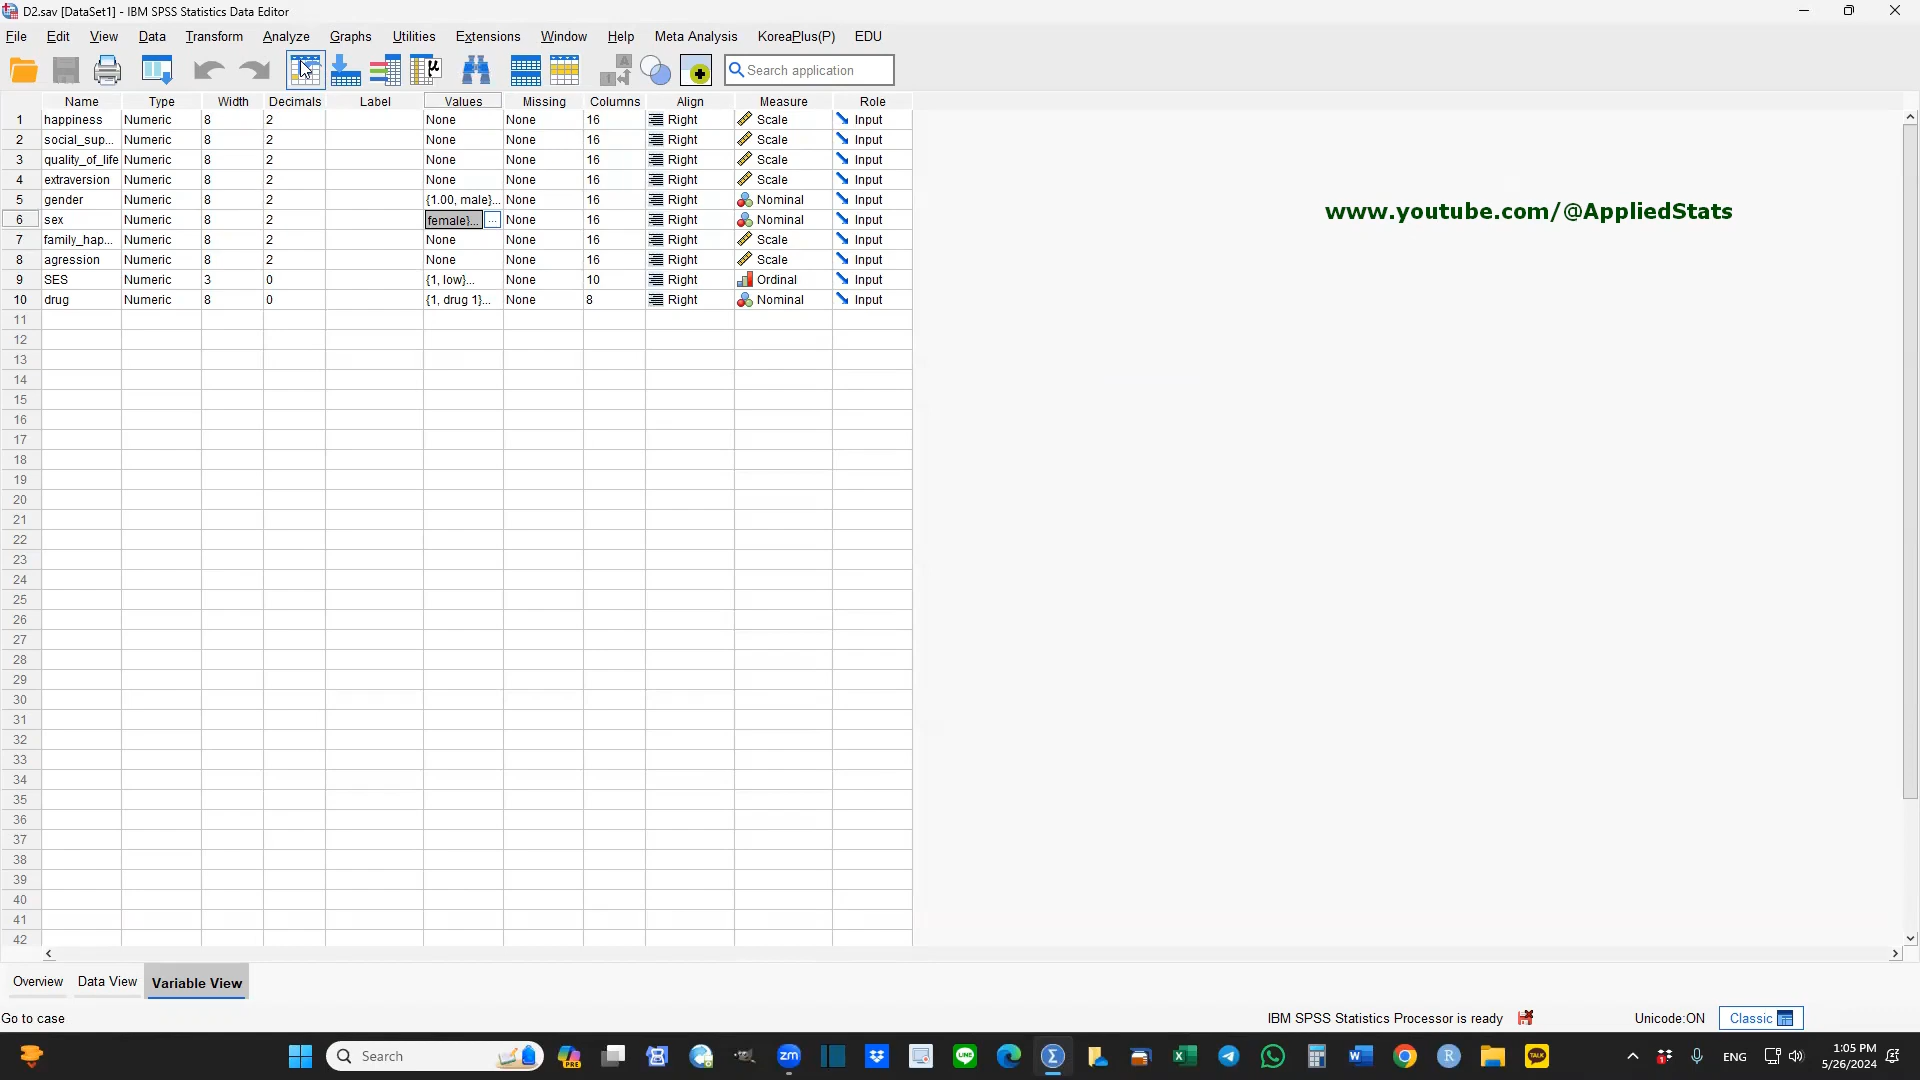 D2.sav [DataSet1] - IBM SPSS Statistics Data Editor
File Edit View Data Transform Analyze Graphs Utilities Extensions Window Help Meta Analysis KoreaPlus(P) EDU
Search application
Name Type Width Decimals Label Values Missing Columns Align Measure Role
1 happiness Numeric 8 2 None None 16 Right Scale Input
2 social_sup... Numeric 8 2 None None 16 Right Scale Input
3 quality_of_life Numeric 8 2 None None 16 Right Scale Input
4 extraversion Numeric 8 2 None None 16 Right Scale Input
5 gender Numeric 8 2 {1.00, male}... None 16 Right Nominal Input
6 sex Numeric 8 2 female}... ... None 16 Right Nominal Input
7 family_hap... Numeric 8 2 None None 16 Right Scale Input
8 agression Numeric 8 2 None None 16 Right Scale Input
9 SES Numeric 3 0 {1, low}... None 10 Right Ordinal Input
10 drug Numeric 8 0 {1, drug 1}... None 8 Right Nominal Input
11
12
13
14
15
16
17
18
19
20
21
22
23
24
25
26
27
28
29
30
31
32
33
34
35
36
37
38
39
40
41
42
www.youtube.com/@AppliedStats
Overview Data View Variable View
Go to case IBM SPSS Statistics Processor is ready Unicode:ON Classic
Search ENG 1:05 PM
5/26/2024